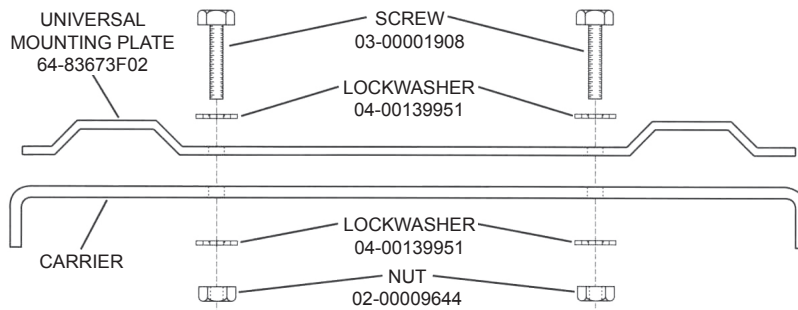 UNIVERSAL
MOUNTING PLATE
64-83673F02
SCREW
03-00001908
LOCKWASHER
04-00139951
CARRIER
LOCKWASHER
04-00139951
NUT
02-00009644